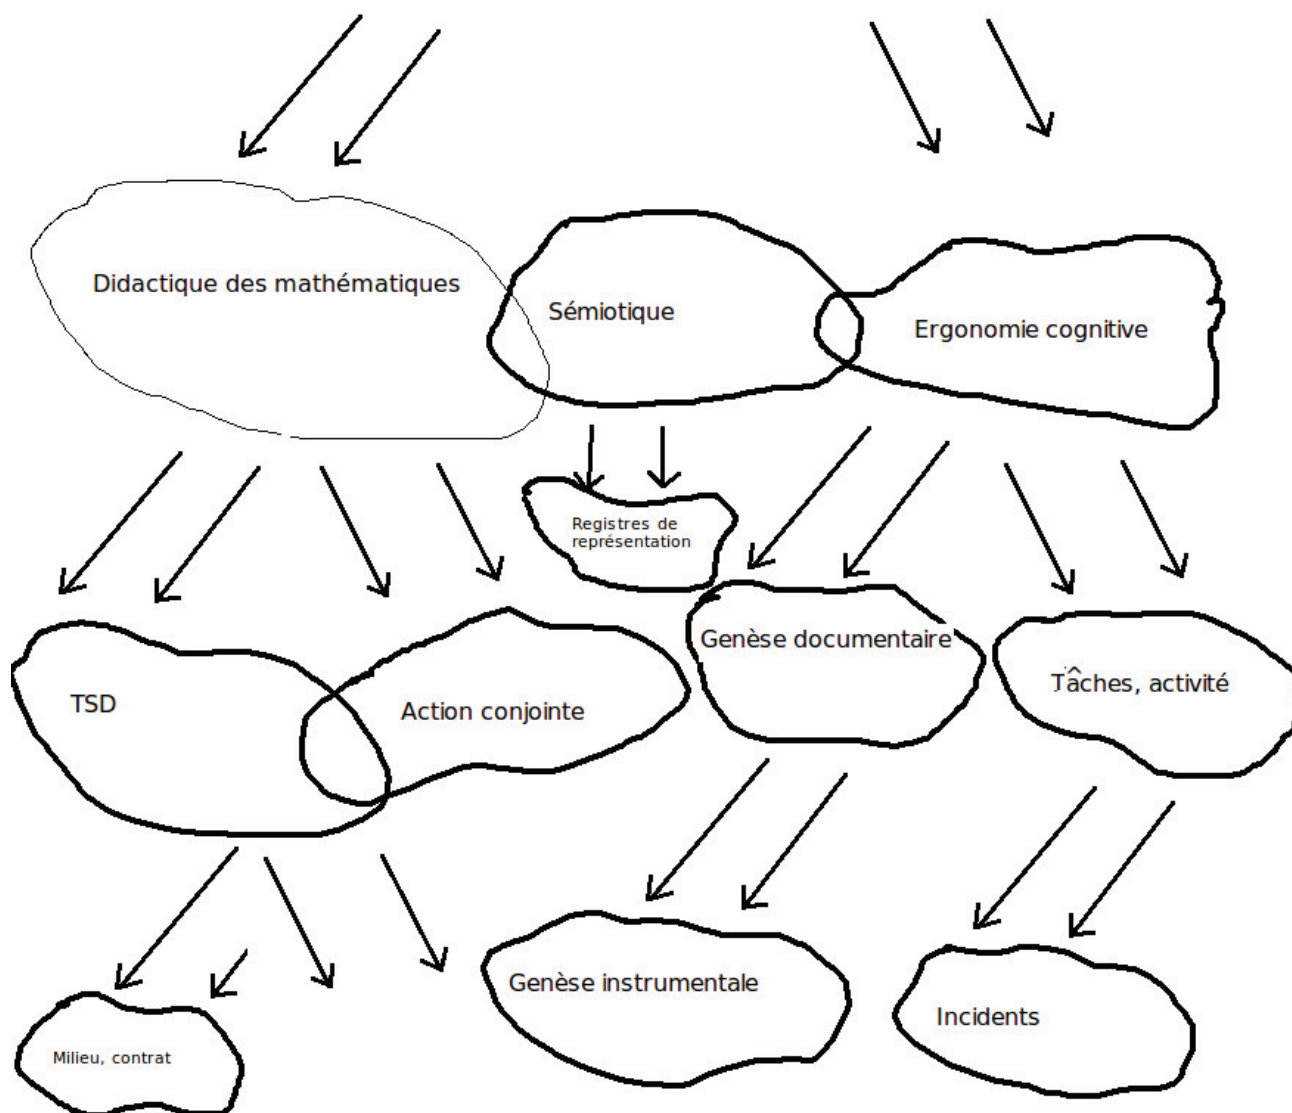 Didactique des mathématiques
Sémiotique
Ergonomie cognitive
Registres de
représentation
Genèse documentaire
Tâches, activité
TSD
Action conjointe
Genèse instrumentale
Incidents
Milieu, contrat